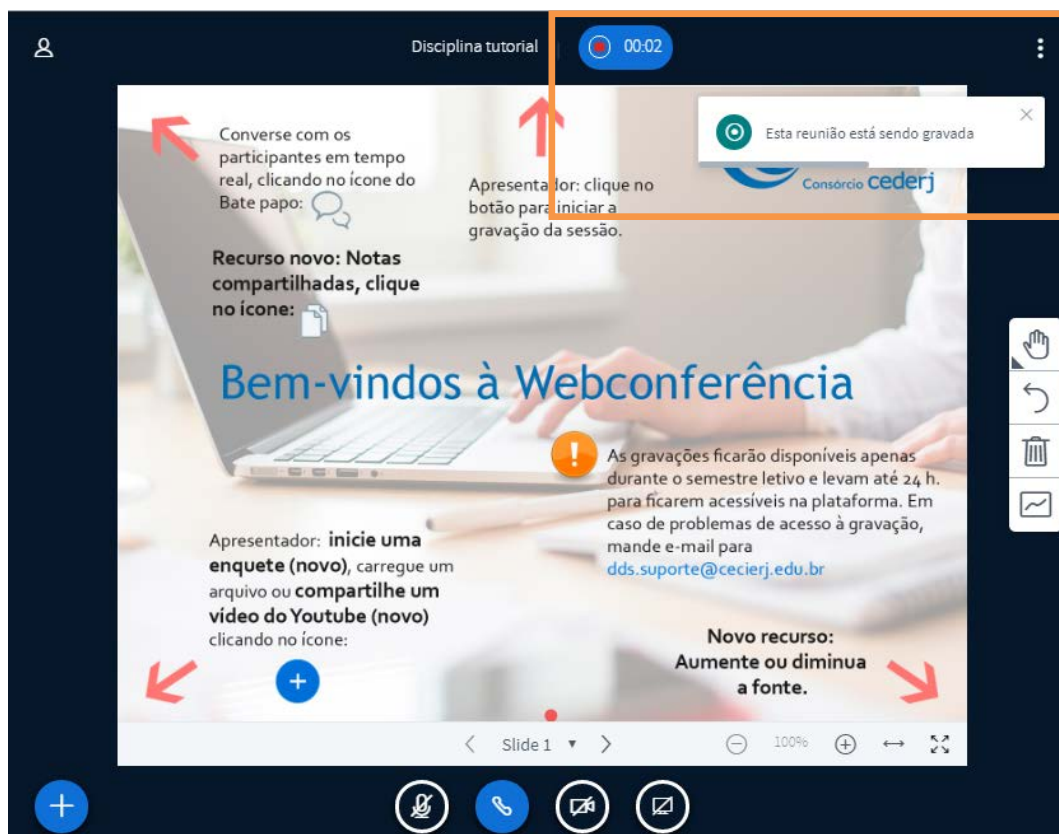 Disciplina tutorial
00:02
Esta reunião está sendo gravada
Consórcio cederj
Converse com os
participantes em tempo
real, clicando no ícone do
Bate papo:
Apresentador: clique no
botão para iniciar a
gravação da sessão.
Recurso novo: Notas
compartilhadas, clique
no ícone:
Bem-vindos à Webconferência
As gravações ficarão disponíveis apenas
durante o semestre letivo e levam até 24 h.
para ficarem acessíveis na plataforma. Em
caso de problemas de acesso à gravação,
mande e-mail para
dds.suporte@cecierj.edu.br
Apresentador: inicie uma
enquete (novo), carregue um
arquivo ou compartilhe um
vídeo do Youtube (novo)
clicando no ícone:
Novo recurso:
Aumente ou diminua
a fonte.
Slide 1
100%